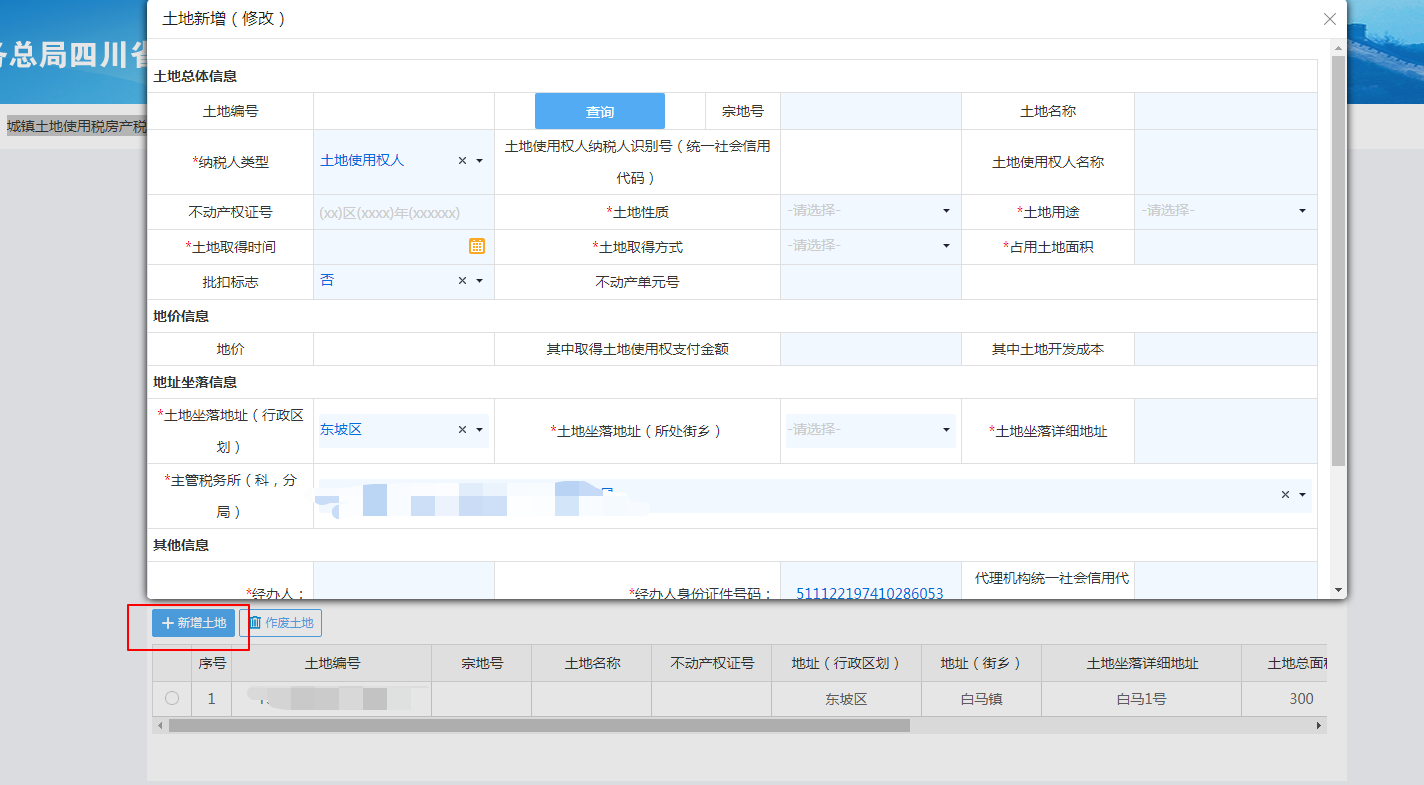 土地新增（修改）
务总局四川省
城镇土地使用税房产税
土地总体信息
土地编号 查询 宗地号 土地名称
*纳税人类型 土地使用权人 土地使用权人纳税人识别号（统一社会信用
代码） 土地使用权人名称
不动产权证号 (xx)区(xxxx)年(xxxxxx) *土地性质 -请选择- *土地用途 -请选择-
*土地取得时间 *土地取得方式 -请选择- *占用土地面积
批扣标志 否 不动产单元号
地价信息
地价 其中取得土地使用权支付金额 其中土地开发成本
地址坐落信息
*土地坐落地址（行政区
划） 东坡区 *土地坐落地址（所处街乡） -请选择- *土地坐落详细地址
*主管税务所（科，分
局）
其他信息
*经办人： *经办人身份证件号码： 511122197410286053 代理机构统一社会信用代
新增土地 作废土地
序号 土地编号 宗地号 土地名称 不动产权证号 地址（行政区划） 地址（街乡） 土地坐落详细地址 土地总面积
1 东坡区 白马镇 白马1号 300